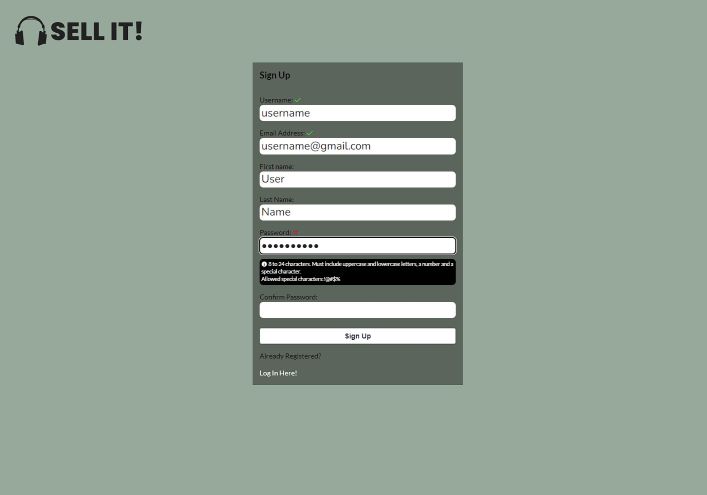 SELL IT!
Sign Up
Username:
username
Email Address:
username@gmail.com
First name:
User
Last Name:
Name
Password:
8 to 24 characters. Must include uppercase and lowercase letters, a number and a
special character.
Allowed special characters: !@#$%
Confirm Password:
Sign Up
Already Registered?
Log In Here!